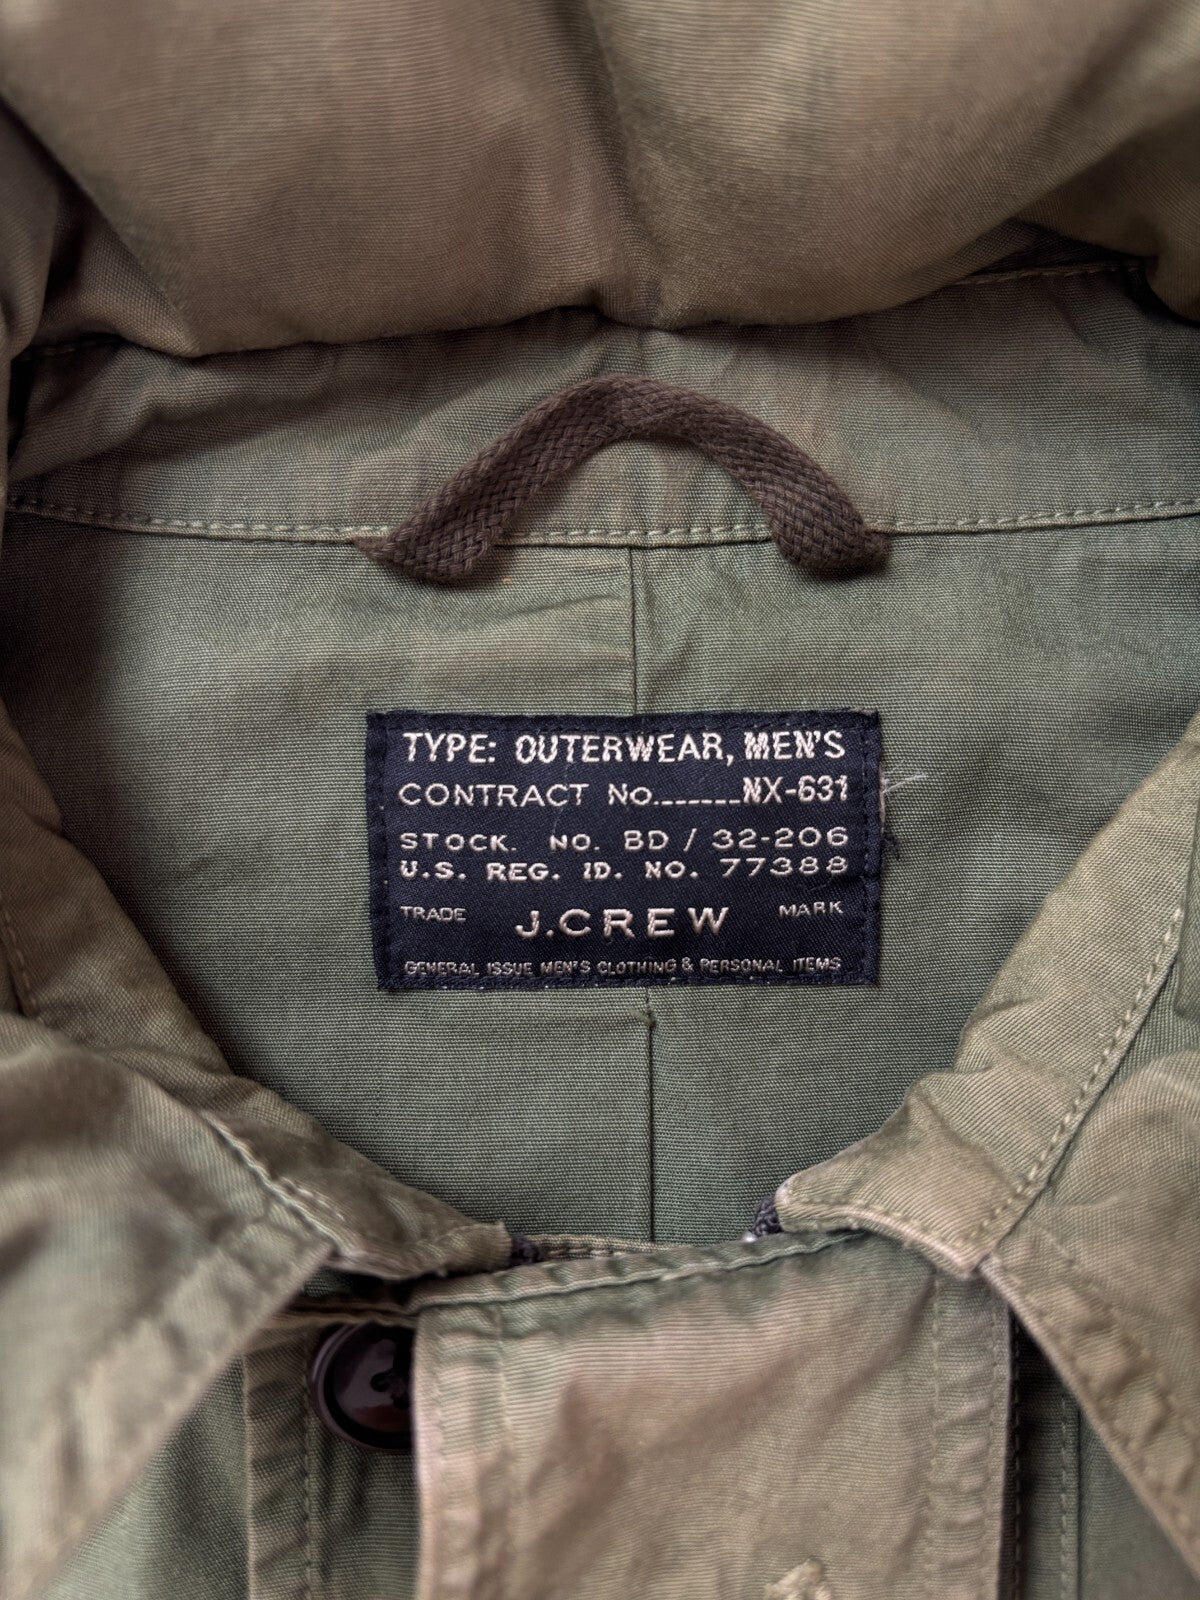 TYPE: OUTERWEAR, MEN'S
CONTRACT No.......NX-631
STOCK. NO. BD / 32-206
U.S. REG. ID. NO. 77388
TRADE J.CREW MARK
GENERAL ISSUE MEN'S CLOTHING & PERSONAL ITEMS